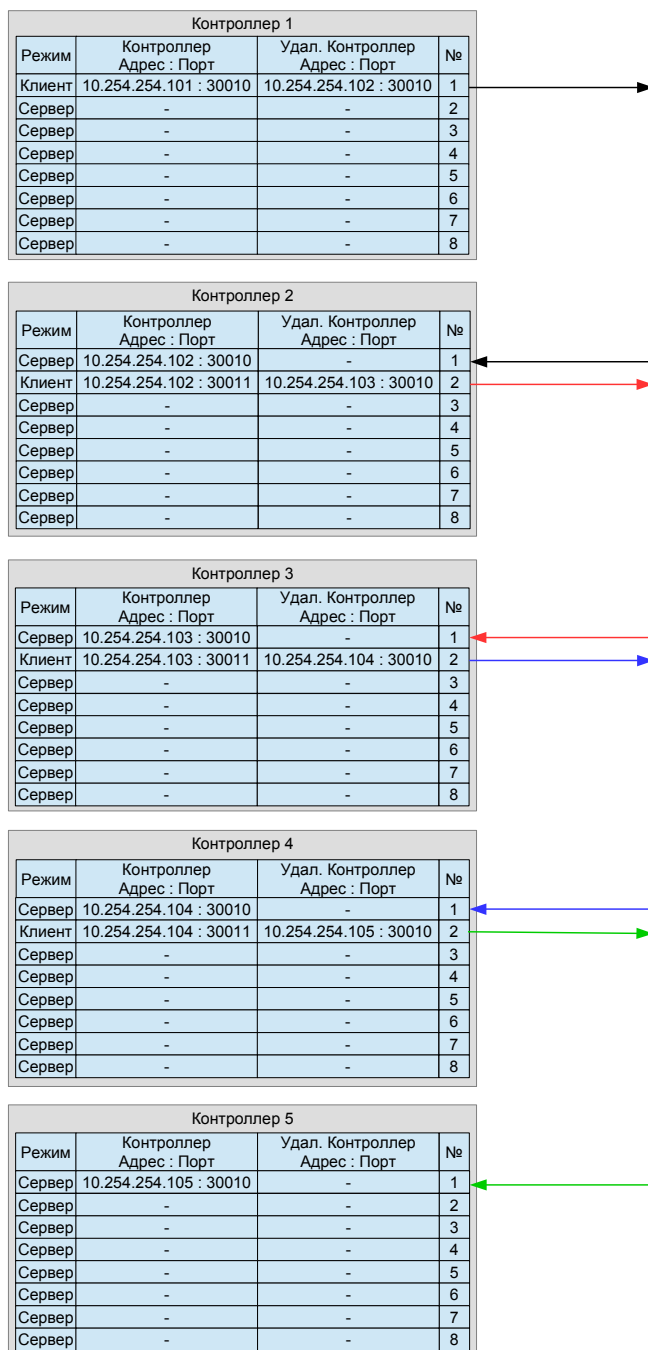 Контроллер 1
Режим Контроллер Адрес : Порт Удал. Контроллер Адрес : Порт №
Клиент 10.254.254.101 : 30010 10.254.254.102 : 30010 1
Сервер - - 2
Сервер - - 3
Сервер - - 4
Сервер - - 5
Сервер - - 6
Сервер - - 7
Сервер - - 8
Контроллер 2
Режим Контроллер Адрес : Порт Удал. Контроллер Адрес : Порт №
Сервер 10.254.254.102 : 30010 - 1
Клиент 10.254.254.102 : 30011 10.254.254.103 : 30010 2
Сервер - - 3
Сервер - - 4
Сервер - - 5
Сервер - - 6
Сервер - - 7
Сервер - - 8
Контроллер 3
Режим Контроллер Адрес : Порт Удал. Контроллер Адрес : Порт №
Сервер 10.254.254.103 : 30010 - 1
Клиент 10.254.254.103 : 30011 10.254.254.104 : 30010 2
Сервер - - 3
Сервер - - 4
Сервер - - 5
Сервер - - 6
Сервер - - 7
Сервер - - 8
Контроллер 4
Режим Контроллер Адрес : Порт Удал. Контроллер Адрес : Порт №
Сервер 10.254.254.104 : 30010 - 1
Клиент 10.254.254.104 : 30011 10.254.254.105 : 30010 2
Сервер - - 3
Сервер - - 4
Сервер - - 5
Сервер - - 6
Сервер - - 7
Сервер - - 8
Контроллер 5
Режим Контроллер Адрес : Порт Удал. Контроллер Адрес : Порт №
Сервер 10.254.254.105 : 30010 - 1
Сервер - - 2
Сервер - - 3
Сервер - - 4
Сервер - - 5
Сервер - - 6
Сервер - - 7
Сервер - - 8